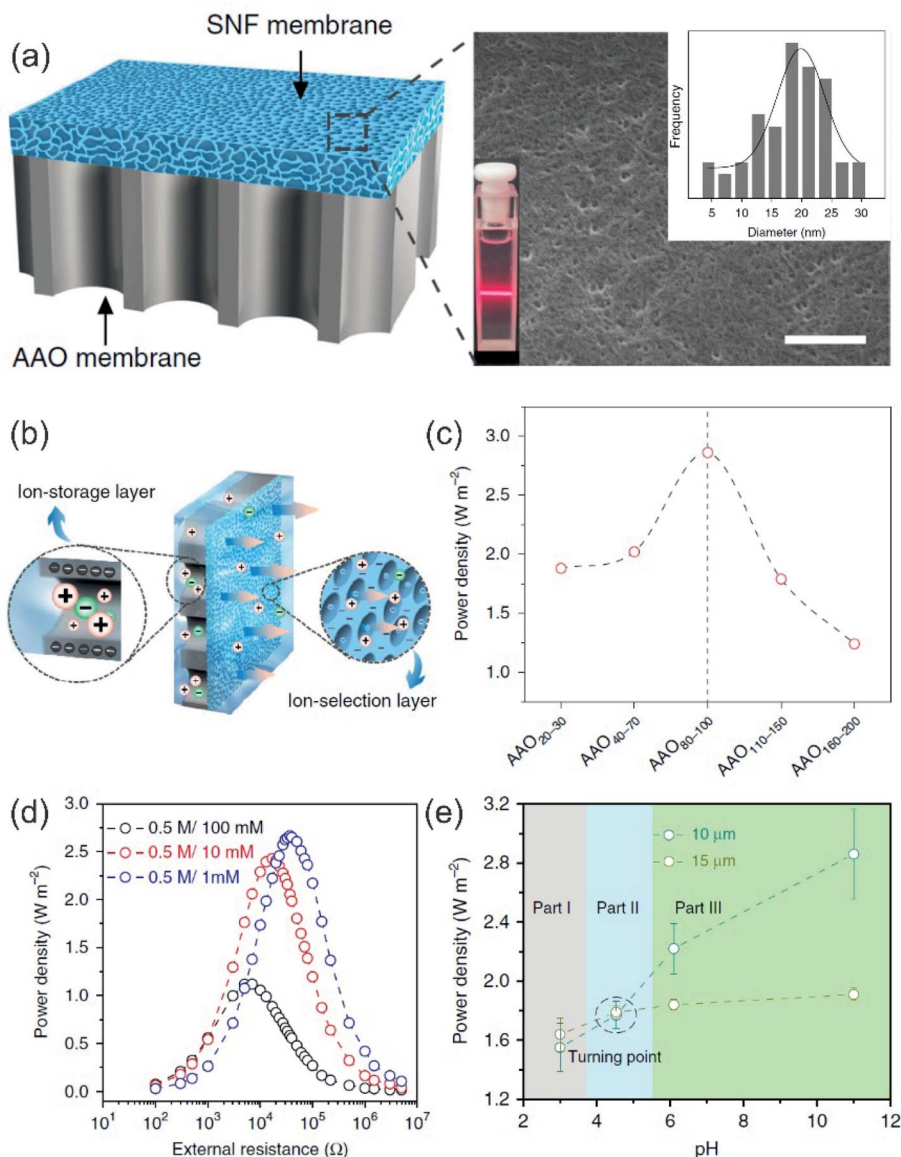 (a)
SNF membrane
AAO membrane
Frequency
5 10 15 20 25 30
Diameter (nm)
(b)
Ion-storage layer
Ion-selection layer
(c)
Power density (W m⁻²)
3.0
2.5
2.0
1.5
1.0
AAO₂₀₋₃₀
AAO₄₀₋₇₀
AAO₈₀₋₁₀₀
AAO₁₁₀₋₁₅₀
AAO₁₆₀₋₂₀₀
(d)
Power density (W m⁻²)
3.0
2.5
2.0
1.5
1.0
0.5
0.0
0.5 M/ 100 mM
0.5 M/ 10 mM
0.5 M/ 1mM
10¹ 10² 10³ 10⁴ 10⁵ 10⁶ 10⁷
External resistance (Ω)
(e)
Power density (W m⁻²)
3.2
2.8
2.4
2.0
1.6
1.2
10 μm
15 μm
Part I Part II Part III
Turning point
2 4 6 8 10 12
pH